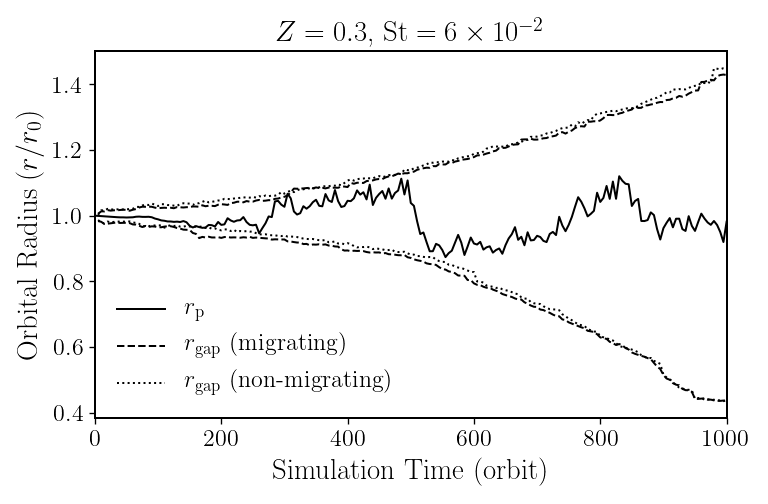 Z = 0.3, St = 6 × 10⁻²
Orbital Radius (r/r₀)
1.4
1.2
1.0
0.8
0.6
0.4
rₚ
r_gap (migrating)
r_gap (non-migrating)
0 200 400 600 800 1000
Simulation Time (orbit)